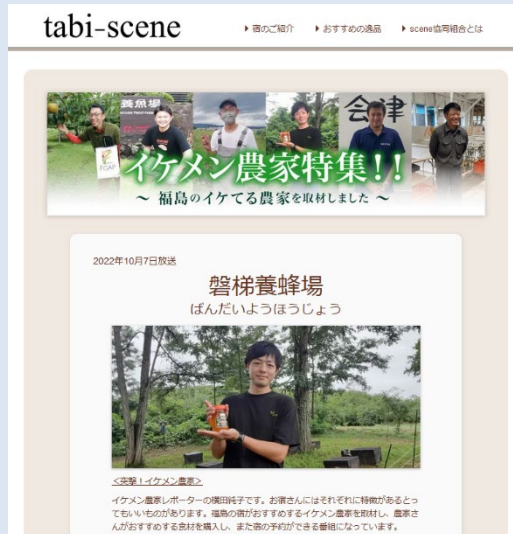 tabi-scene
宿のご紹介
おすすめの逸品
scene協同組合とは
養魚場
会津
イケメン農家特集!!
~ 福島のイケてる農家を取材しました ~
2022年10月7日放送
磐梯養蜂場
ばんだいようほうじょう
<突撃！イケメン農家>
イケメン農家レポーターの横田純子です。お宿さんにはそれぞれに特徴があるとっ
てもいいものがあります。福島の宿がおすすめするイケメン農家を取材し、農家さ
んがおすすめする食材を購入し、また宿の予約ができる番組になっています。